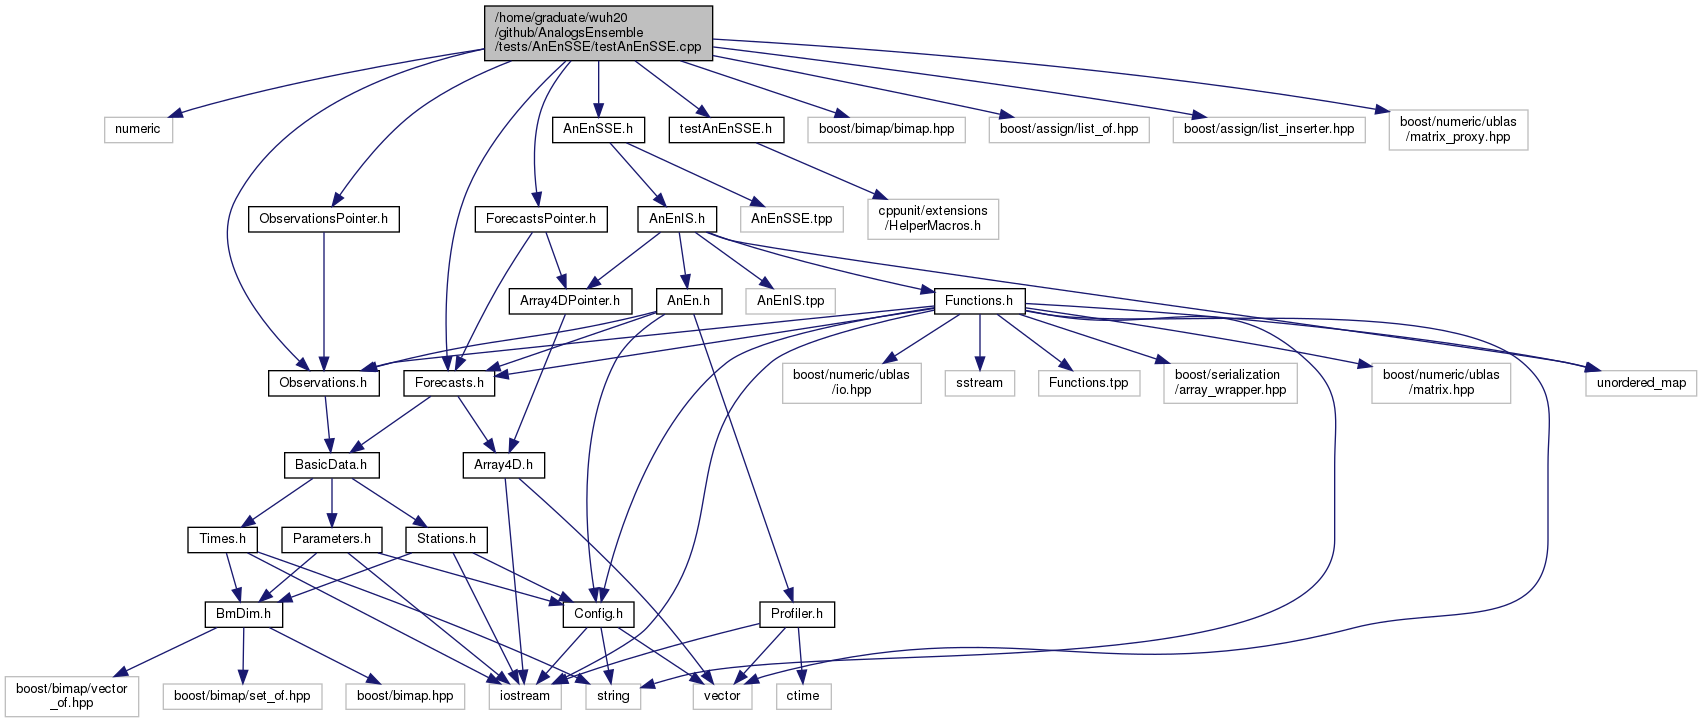 /home/graduate/wuh20
/github/AnalogsEnsemble
/tests/AnEnSSE/testAnEnSSE.cpp
numeric
AnEnSSE.h
testAnEnSSE.h
boost/bimap/bimap.hpp
boost/assign/list_of.hpp
boost/assign/list_inserter.hpp
boost/numeric/ublas
/matrix_proxy.hpp
ObservationsPointer.h
ForecastsPointer.h
AnEnIS.h
AnEnSSE.tpp
cppunit/extensions
/HelperMacros.h
Array4DPointer.h
AnEn.h
AnEnIS.tpp
Functions.h
Observations.h
Forecasts.h
boost/numeric/ublas
/io.hpp
sstream
Functions.tpp
boost/serialization
/array_wrapper.hpp
boost/numeric/ublas
/matrix.hpp
unordered_map
BasicData.h
Array4D.h
Times.h
Parameters.h
Stations.h
BmDim.h
Config.h
Profiler.h
boost/bimap/vector
_of.hpp
boost/bimap/set_of.hpp
boost/bimap.hpp
iostream
string
vector
ctime